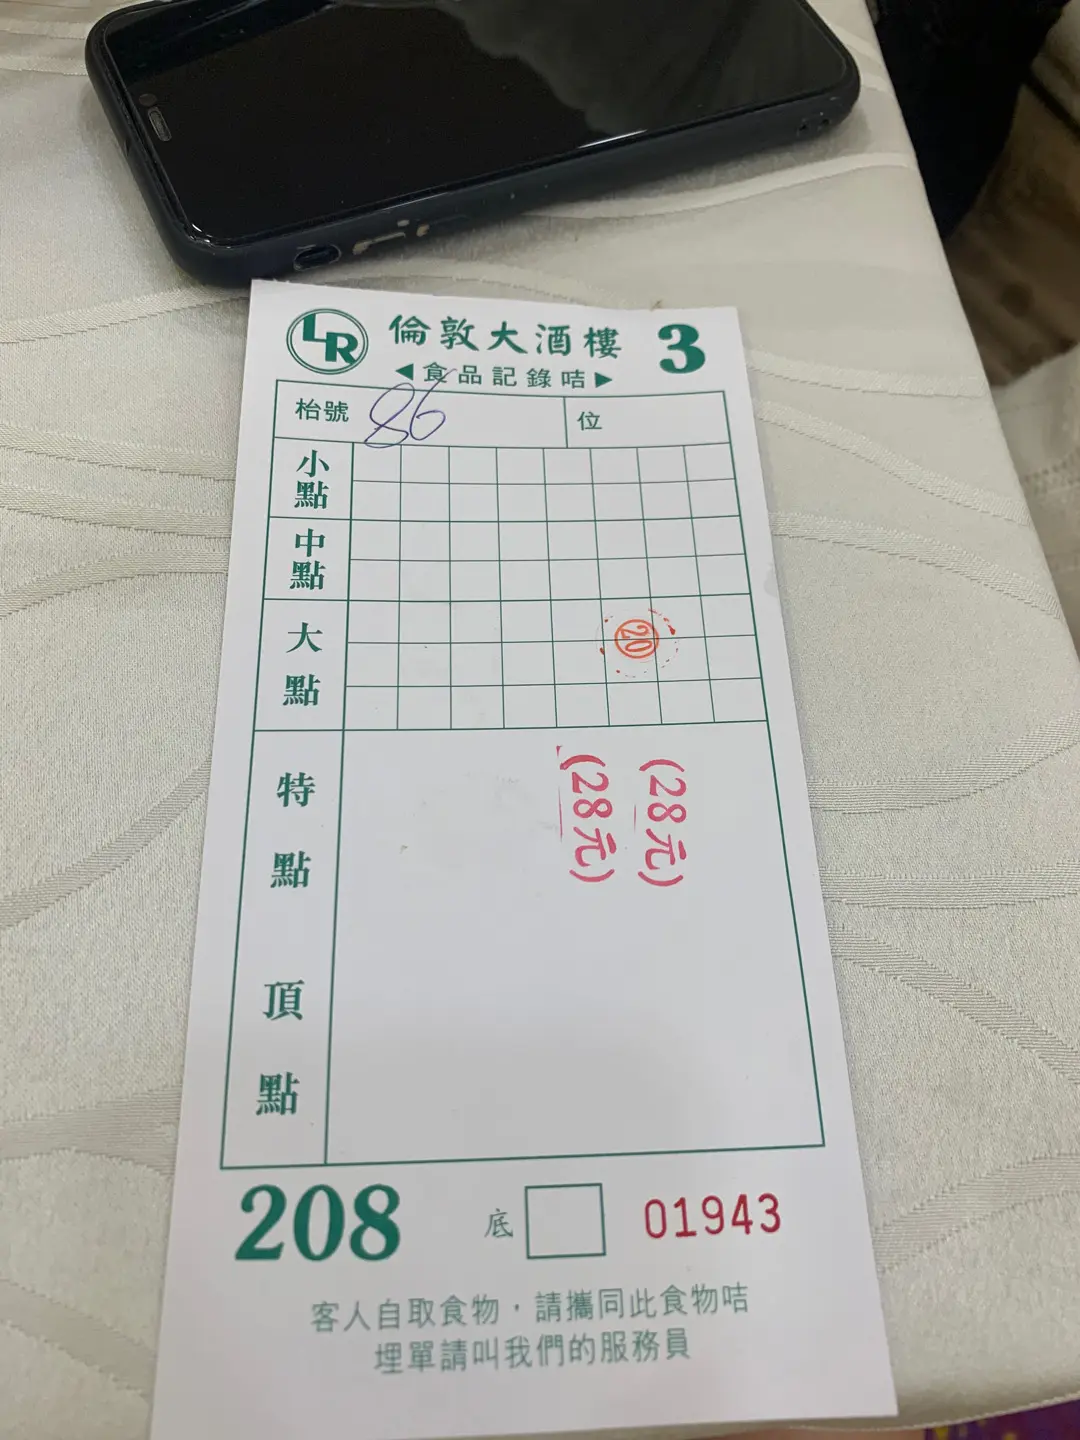 LR 倫敦大酒樓 3
◀食品記錄咭▶
枱號 86 位
小點
中點
大點
⑳
特點
(28元)
(28元)
頂點
208 底 01943
客人自取食物，請攜同此食物咭
埋單請叫我們的服務員